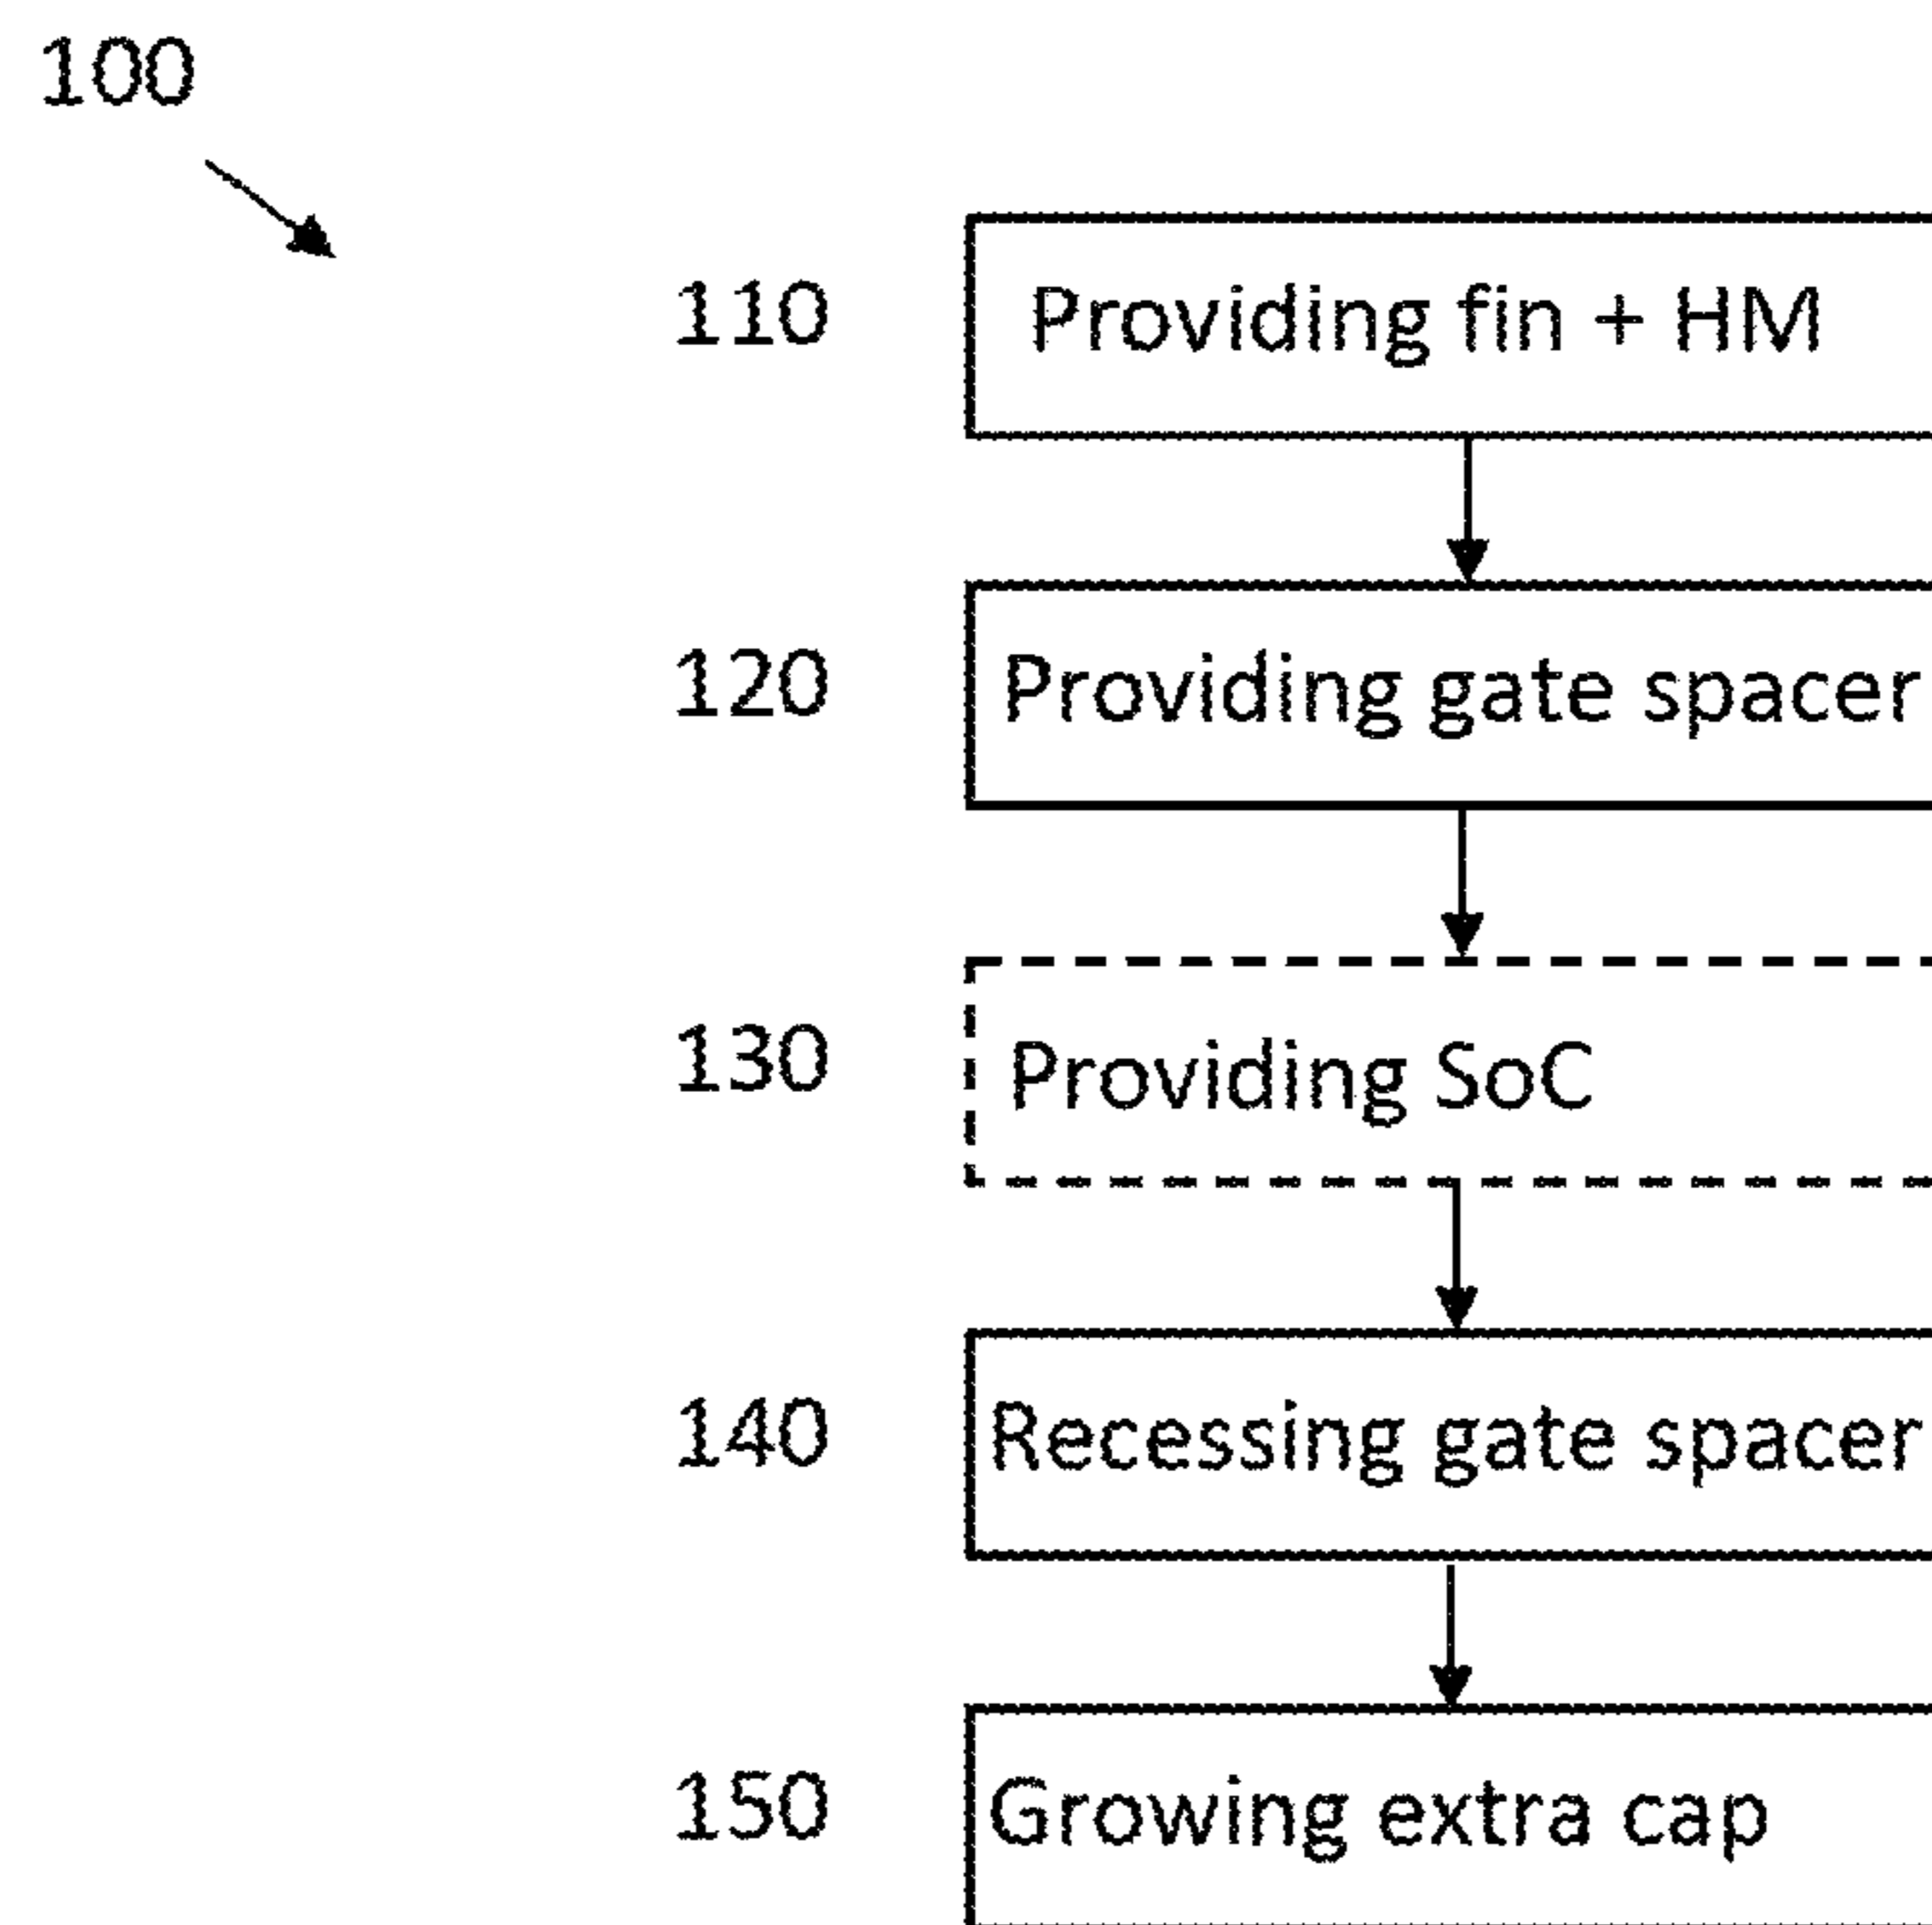 100
110 Providing fin + HM
120 Providing gate spacer
130 Providing SoC
140 Recessing gate spacer
150 Growing extra cap